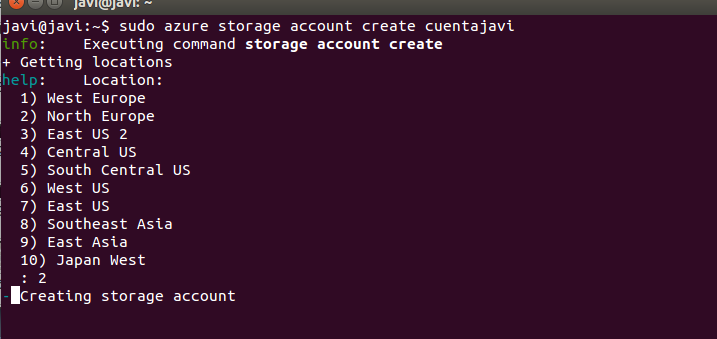 javi@javi: ~
javi@javi:~$ sudo azure storage account create cuentajavi
info:    Executing command storage account create
+ Getting locations
help:    Location:
  1) West Europe
  2) North Europe
  3) East US 2
  4) Central US
  5) South Central US
  6) West US
  7) East US
  8) Southeast Asia
  9) East Asia
  10) Japan West
  : 2
- Creating storage account